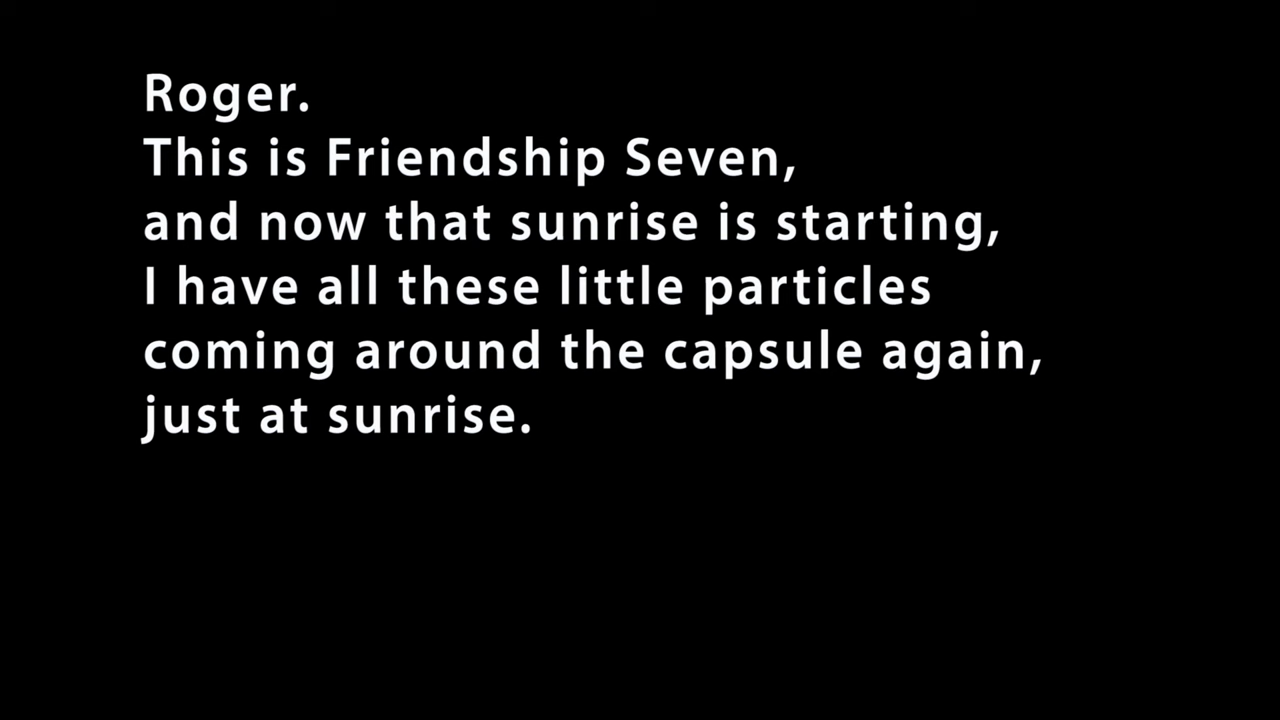 Roger.
This is Friendship Seven,
and now that sunrise is starting,
I have all these little particles
coming around the capsule again,
just at sunrise.